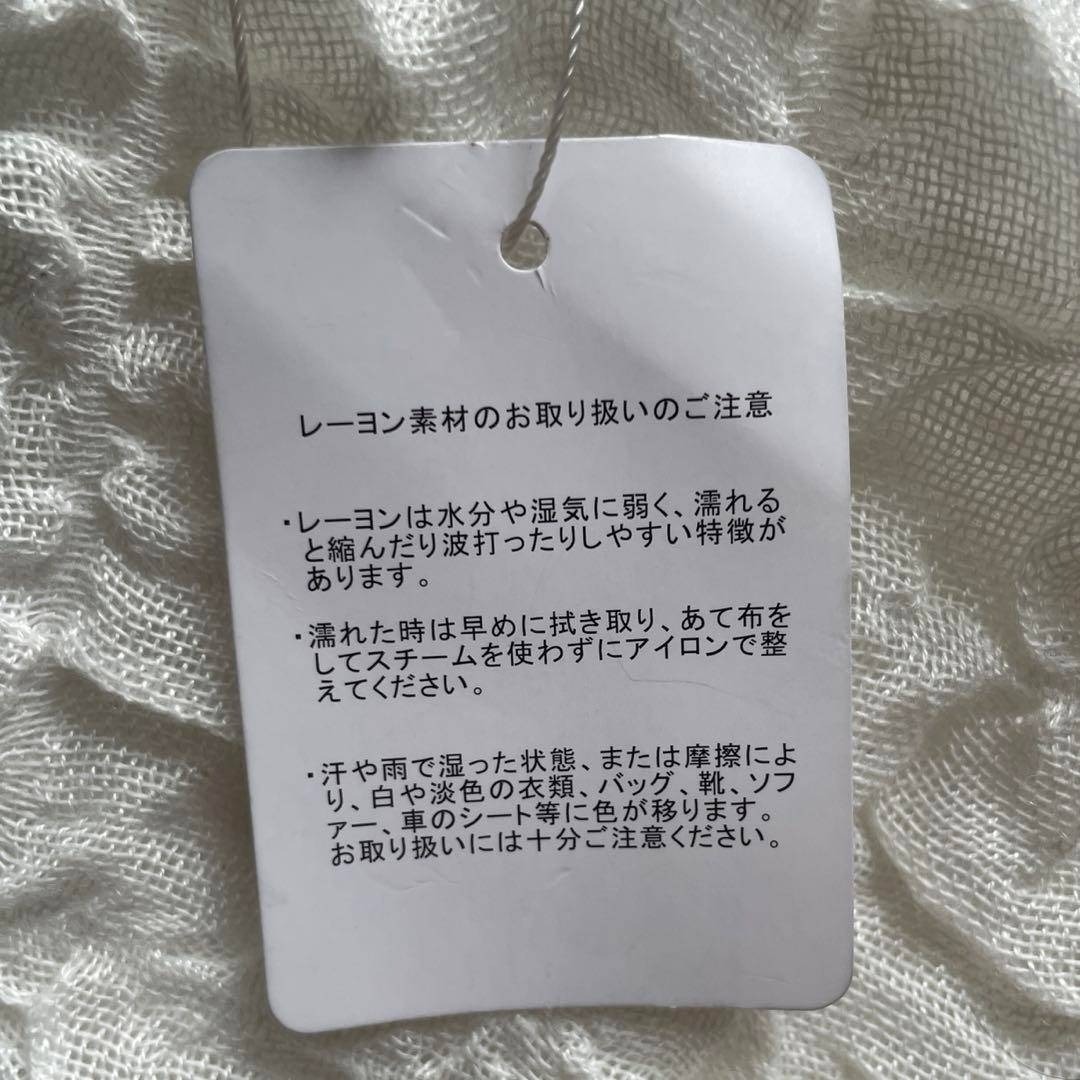 レーヨン素材のお取り扱いのご注意
・レーヨンは水分や湿気に弱く、濡れる
と縮んだり波打ったりしやすい特徴が
あります。
・濡れた時は早めに拭き取り、あて布を
してスチームを使わずにアイロンで整
えてください。
・汗や雨で湿った状態、または摩擦によ
り、白や淡色の衣類、バッグ、靴、ソフ
ァー、車のシート等に色が移ります。
お取り扱いには十分ご注意ください。